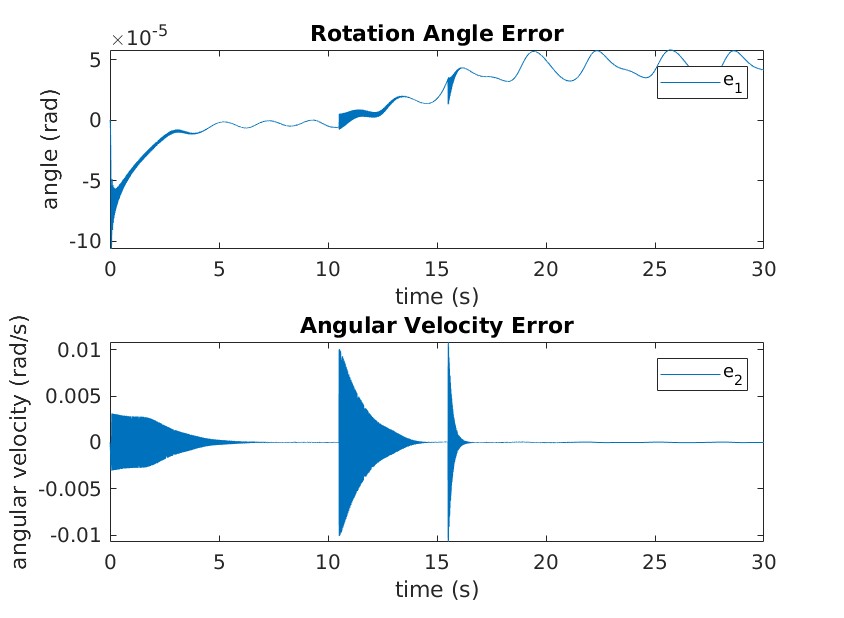 Rotation Angle Error
×10-5
5
0
-5
-10
angle (rad)
e1
0 5 10 15 20 25 30
time (s)
Angular Velocity Error
0.01
0.005
0
-0.005
-0.01
angular velocity (rad/s)
e2
0 5 10 15 20 25 30
time (s)